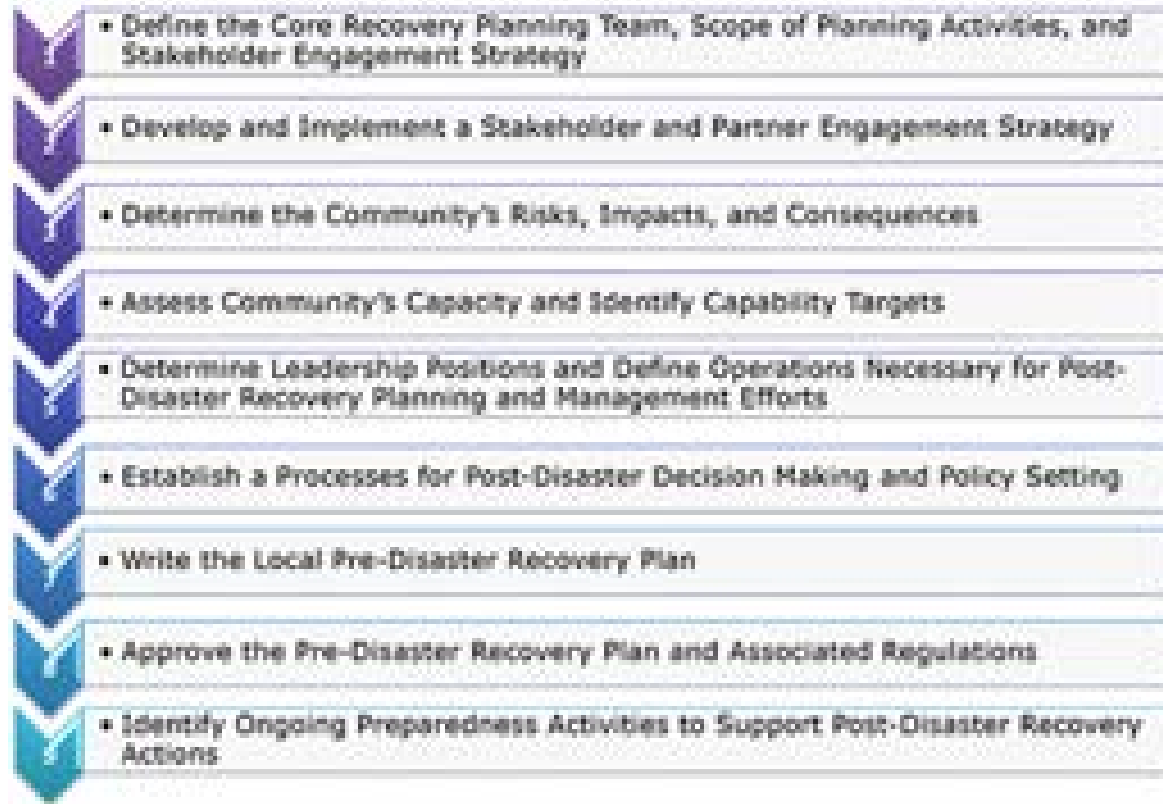 • Define the Core Recovery Planning Team, Scope of Planning Activities, and
Stakeholder Engagement Strategy
• Develop and Implement a Stakeholder and Partner Engagement Strategy
• Determine the Community's Risks, Impacts, and Consequences
• Assess Community's Capacity and Identify Capability Targets
• Determine Leadership Positions and Define Operations Necessary for Post-
Disaster Recovery Planning and Management Efforts
• Establish a Processes for Post-Disaster Decision Making and Policy Setting
• Write the Local Pre-Disaster Recovery Plan
• Approve the Pre-Disaster Recovery Plan and Associated Regulations
• Identify Ongoing Preparedness Activities to Support Post-Disaster Recovery
Actions